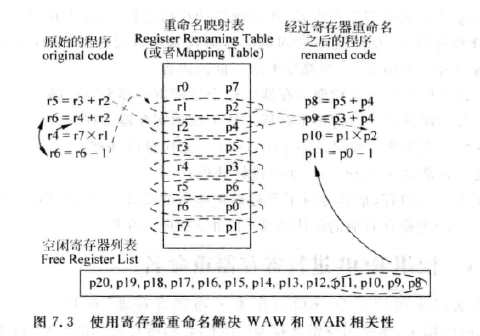 原始的程序
original code
r5 = r3 + r2
r6 = r4 + r2
r4 = r7 × r1
r6 = r6 − 1
重命名映射表
Register Renaming Table
(或者Mapping Table)
r0 p7
r1 p2
r2 p4
r3 p5
r4 p3
r5 p6
r6 p0
r7 p1
经过寄存器重命名
之后的程序
renamed code
p8 = p5 + p4
p9 = p3 + p4
p10 = p1 × p2
p11 = p0 − 1
空闲寄存器列表
Free Register List
p20, p19, p18, p17, p16, p15, p14, p13, p12, p11, p10, p9, p8
图 7.3 使用寄存器重命名解决 WAW 和 WAR 相关性